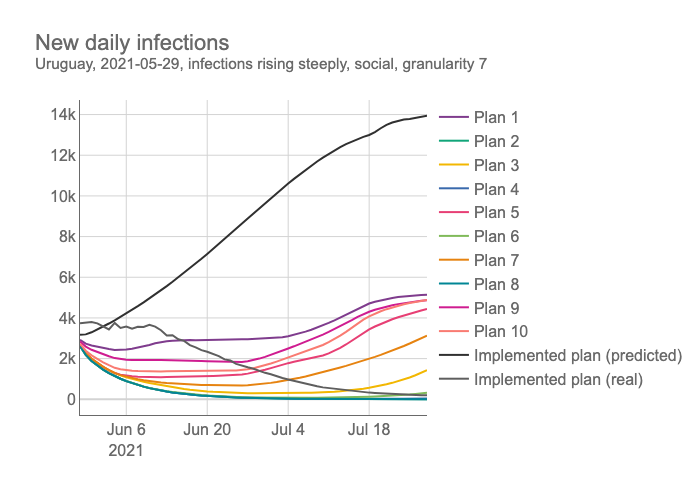 New daily infections
Uruguay, 2021-05-29, infections rising steeply, social, granularity 7
14k
12k
10k
8k
6k
4k
2k
0
Jun 6
2021
Jun 20
Jul 4
Jul 18
Plan 1
Plan 2
Plan 3
Plan 4
Plan 5
Plan 6
Plan 7
Plan 8
Plan 9
Plan 10
Implemented plan (predicted)
Implemented plan (real)